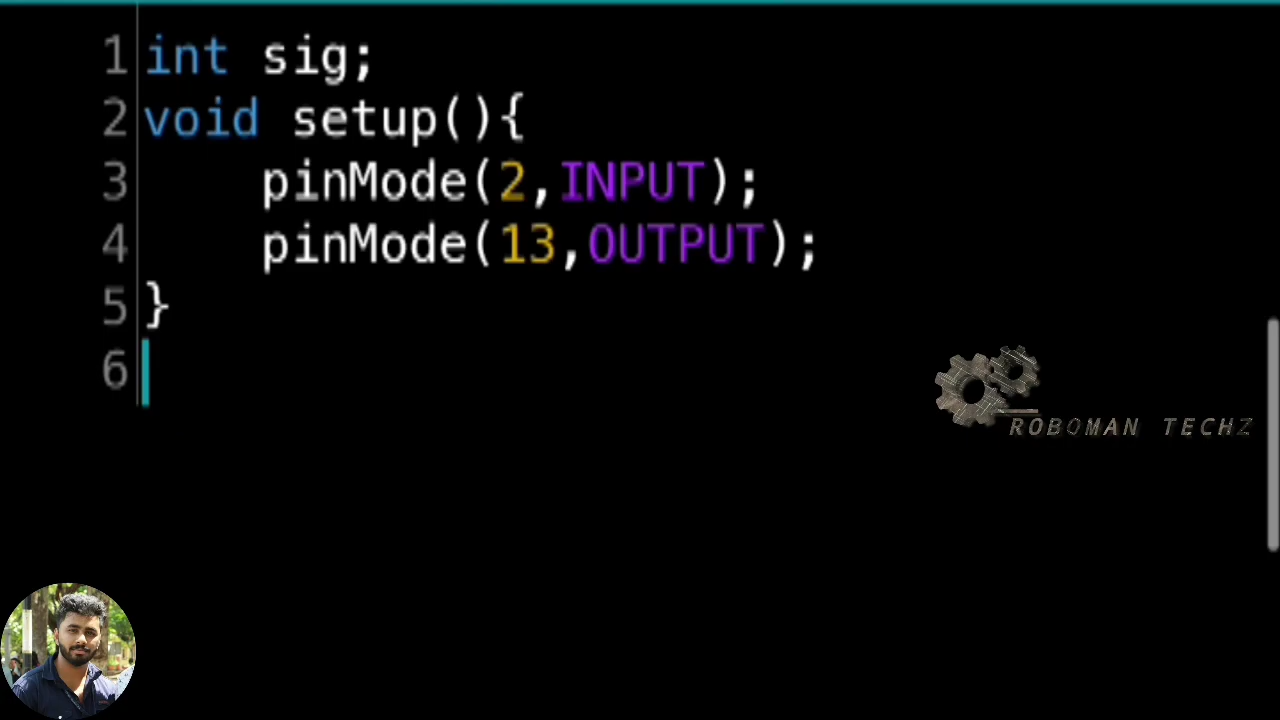 1 int sig;
2 void setup(){
3 pinMode(2,INPUT);
4 pinMode(13,OUTPUT);
5 }
6
ROBOMAN TECHZ